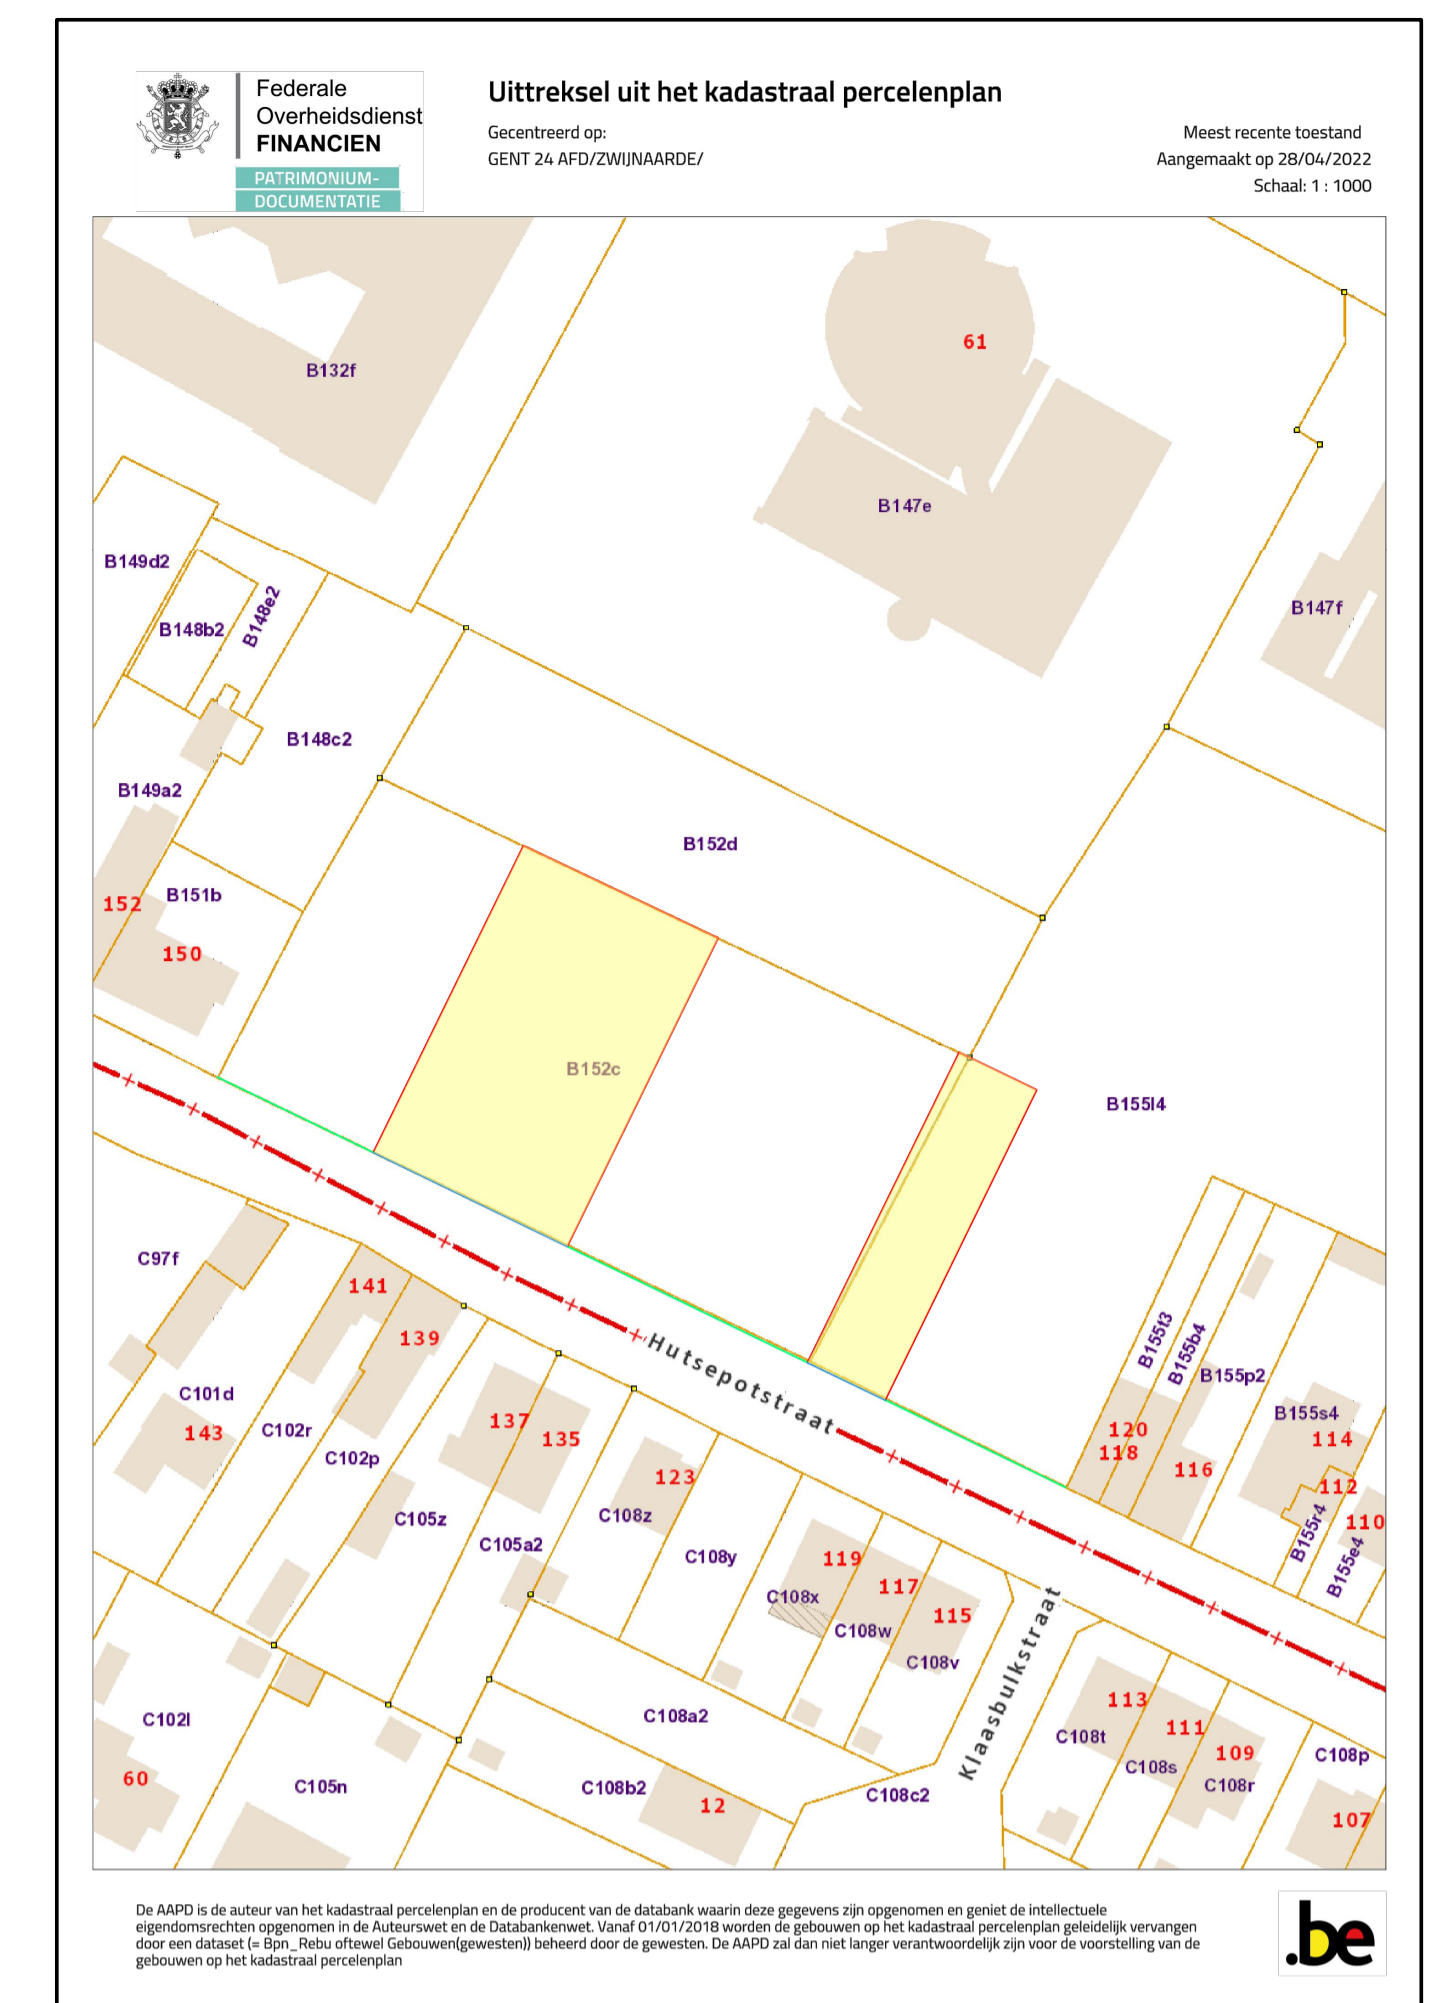 Federale
Overheidsdienst
FINANCIEN
PATRIMONIUM-
DOCUMENTATIE
Uittreksel uit het kadastraal percelenplan
Gecentreerd op:
GENT 24 AFD/ZWIJNAARDE/
Meest recente toestand
Aangemaakt op 28/04/2022
Schaal: 1 : 1000
61
B132f
B147e
B149d2
B148b2
B148e2
B147f
B148c2
B149a2
B152d
152
B151b
150
B152c
B155l4
C97f
141
139
Hutsepotstraat
B155t3
B155b4
B155p2
C101d
143
C102r
C102p
137
135
B155s4
114
120
118
116
123
112
110
C105z
C108z
B155r4
B155e4
C105a2
C108y
119
117
115
C108x
C108w
C108v
Klaasbulkstraat
C102l
C108a2
113
111
109
C108t
C108s
C108r
C108p
60
C105n
C108b2
12
C108c2
107
De AAPD is de auteur van het kadastraal percelenplan en de producent van de databank waarin deze gegevens zijn opgenomen en geniet de intellectuele
eigendomsrechten opgenomen in de Auteurswet en de Databankenwet. Vanaf 01/01/2018 worden de gebouwen op het kadastraal percelenplan geleidelijk vervangen
door een dataset (= Bpn_Rebu oftewel Gebouwen(gewesten)) beheerd door de gewesten. De AAPD zal dan niet langer verantwoordelijk zijn voor de voorstelling van de
gebouwen op het kadastraal percelenplan
.be